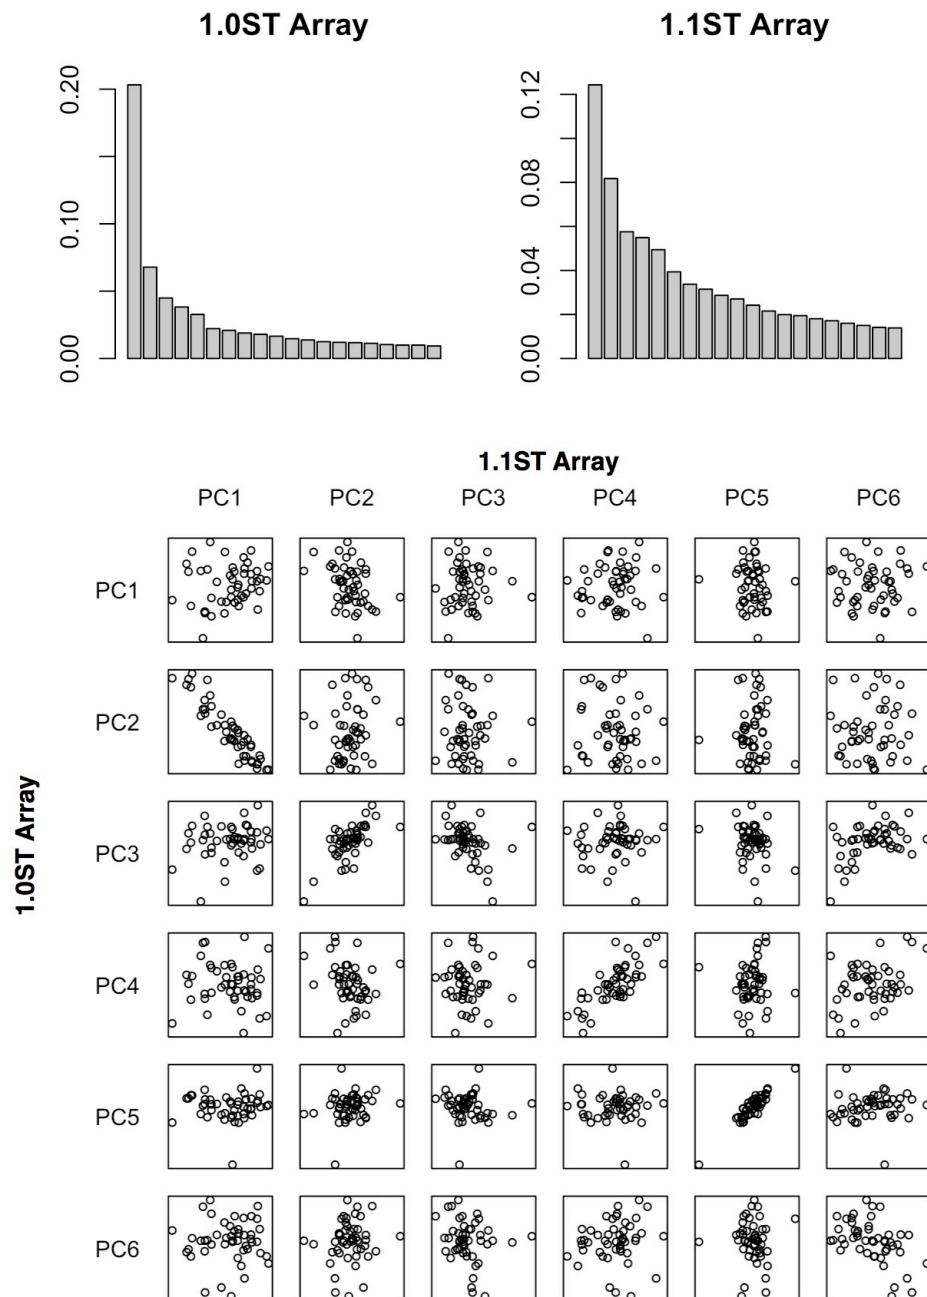 1.0ST Array
1.1ST Array
0.20
0.10
0.00
0.12
0.08
0.04
0.00
1.1ST Array
PC1 PC2 PC3 PC4 PC5 PC6
1.0ST Array
PC1
PC2
PC3
PC4
PC5
PC6